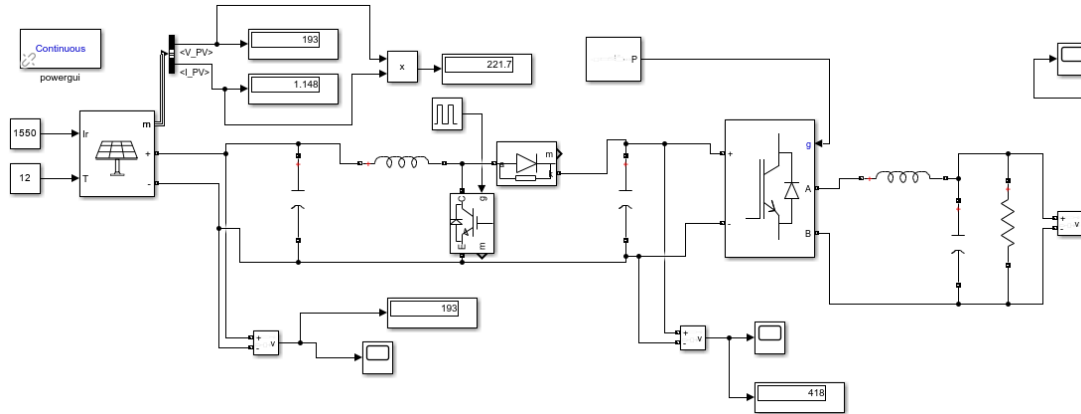 Continuous
powergui
<V_PV>
193
<I_PV>
1.148
x
221.7
P
1550
Ir
m
12
T
+
-
m
a
k
C
g
E
m
+
-
g
A
B
+
-
v
193
+
-
v
+
-
v
418